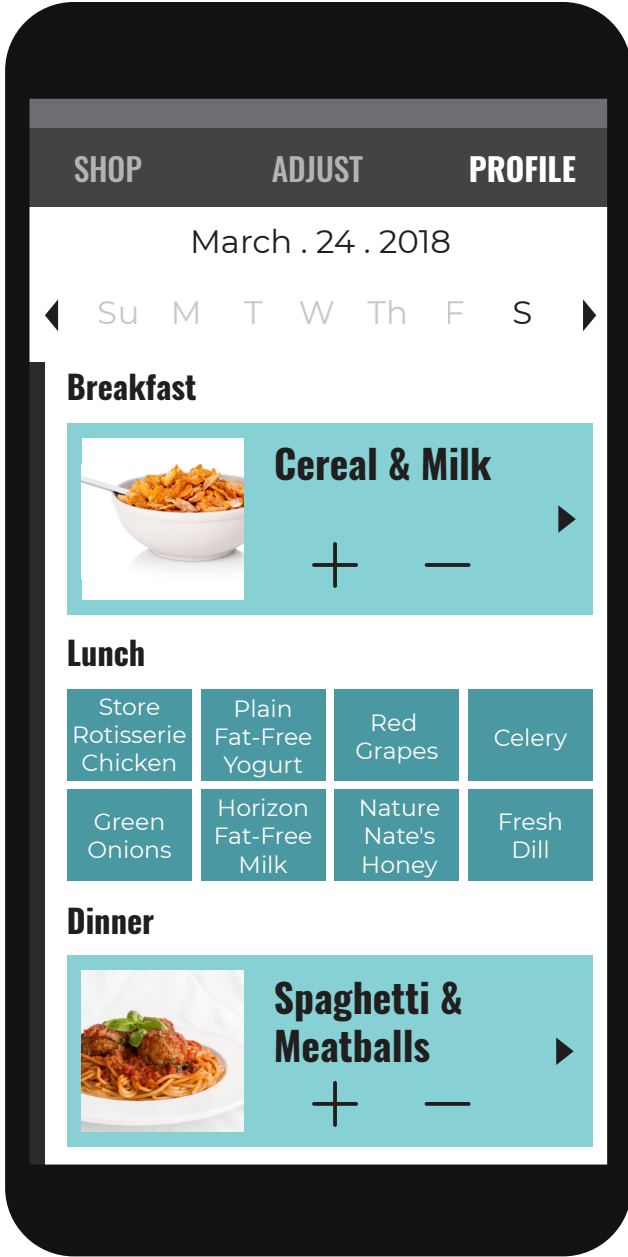 SHOP ADJUST PROFILE
March . 24 . 2018
Su M T W Th F S
Breakfast
Cereal & Milk
Lunch
Store
Rotisserie
Chicken
Plain
Fat-Free
Yogurt
Red
Grapes
Celery
Green
Onions
Horizon
Fat-Free
Milk
Nature
Nate's
Honey
Fresh
Dill
Dinner
Spaghetti &
Meatballs